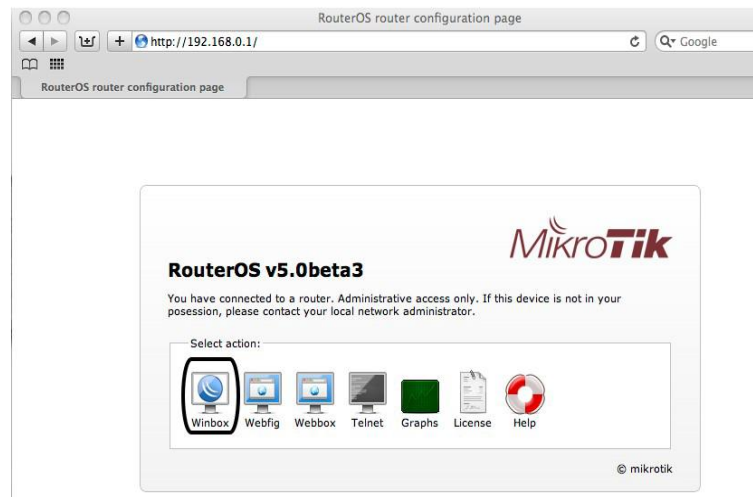 RouterOS router configuration page
http://192.168.0.1/
Google
RouterOS router configuration page
MikroTik
RouterOS v5.0beta3
You have connected to a router. Administrative access only. If this device is not in your
posession, please contact your local network administrator.
Select action:
Winbox Webfig Webbox Telnet Graphs License Help
© mikrotik